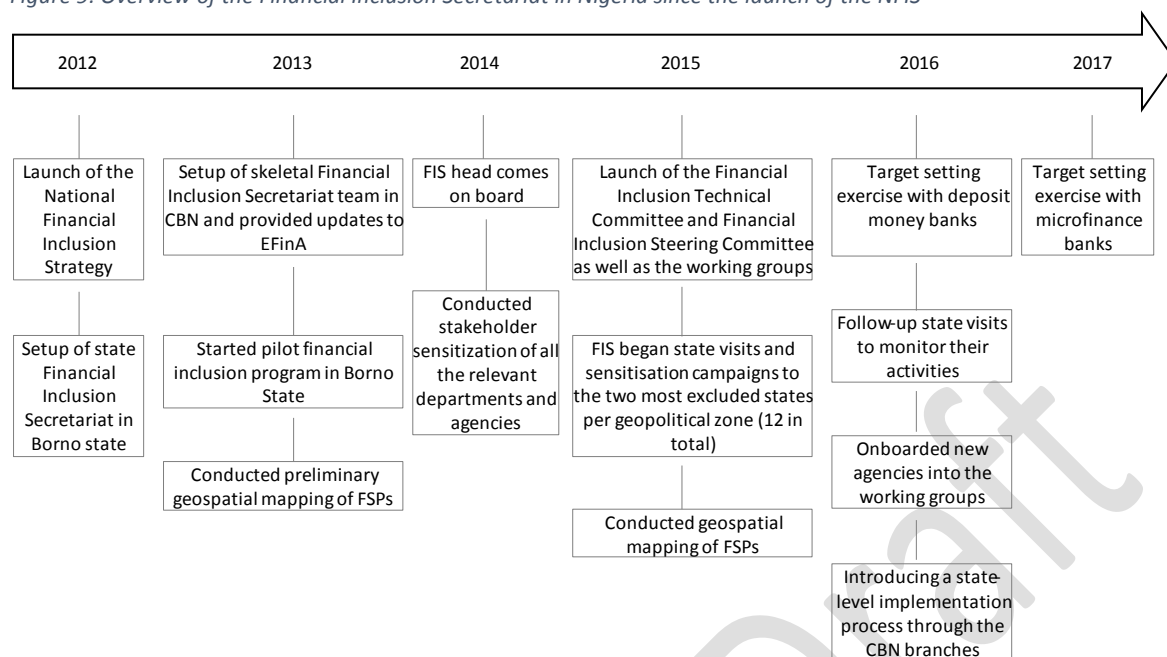 Figure 9: Overview of the Financial Inclusion Secretariat in Nigeria since the launch of the NFIS
2012
2013
2014
2015
2016
2017
Launch of the
National
Financial
Inclusion
Strategy
Setup of state
Financial
Inclusion
Secretariat in
Borno state
Setup of skeletal Financial
Inclusion Secretariat team in
CBN and provided updates to
EFinA
Started pilot financial
inclusion program in Borno
State
Conducted preliminary
geospatial mapping of FSPs
FIS head comes
on board
Conducted
stakeholder
sensitization of all
the relevant
departments and
agencies
Launch of the Financial
Inclusion Technical
Committee and Financial
Inclusion Steering Committee
as well as the working groups
FIS began state visits and
sensitisation campaigns to
the two most excluded states
per geopolitical zone (12 in
total)
Conducted geospatial
mapping of FSPs
Target setting
exercise with deposit
money banks
Follow-up state visits
to monitor their
activities
Onboarded new
agencies into the
working groups
Introducing a state-
level implementation
process through the
CBN branches
Target setting
exercise with
microfinance
banks
Draft